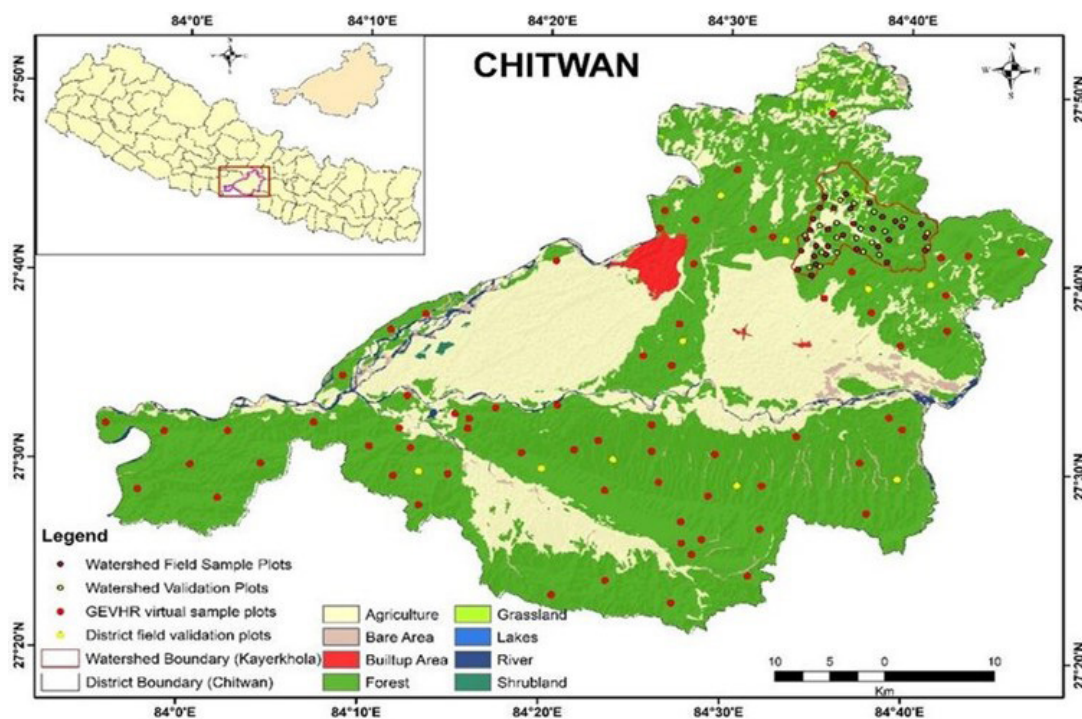 84°0'E 84°10'E 84°20'E 84°30'E 84°40'E
CHITWAN
N
W E
S
27°50'N 27°50'N
27°40'N 27°40'N
27°30'N 27°30'N
27°20'N 27°20'N
Legend
Watershed Field Sample Plots
Watershed Validation Plots
GEVHR virtual sample plots
District field validation plots
Watershed Boundary (Kayerkhola)
District Boundary (Chitwan)
Agriculture
Bare Area
Builtup Area
Forest
Grassland
Lakes
River
Shrubland
10 5 0 10
Km
84°0'E 84°10'E 84°20'E 84°30'E 84°40'E